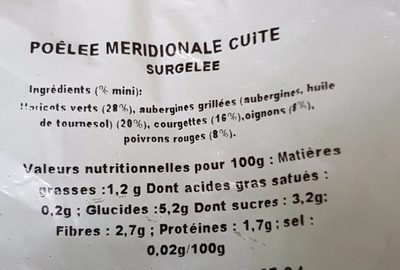 POÊLEE MERIDIONALE CUiTE
SURGELEE
Ingrédients (% mini):
Haricots verts (28%), aubergines grillées (aubergines, huile
de tournesol) (20%), courgettes (16%),oignons (8%),
poivrons rouges (8%).
Valeurs nutritionnelles pour 100g : Matières
grasses :1,2 g Dont acides gras satués :
0,2g ; Glucides :5,2g Dont sucres : 3,2g:
Fibres : 2,7g ; Protéines : 1,7g ; sel :
0,02g/100g